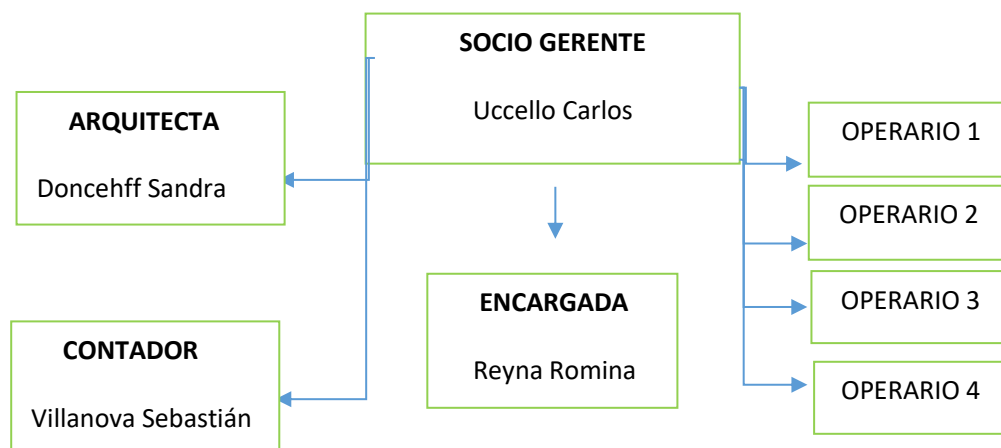 SOCIO GERENTE
Uccello Carlos
ARQUITECTA
Doncehff Sandra
CONTADOR
Villanova Sebastián
ENCARGADA
Reyna Romina
OPERARIO 1
OPERARIO 2
OPERARIO 3
OPERARIO 4